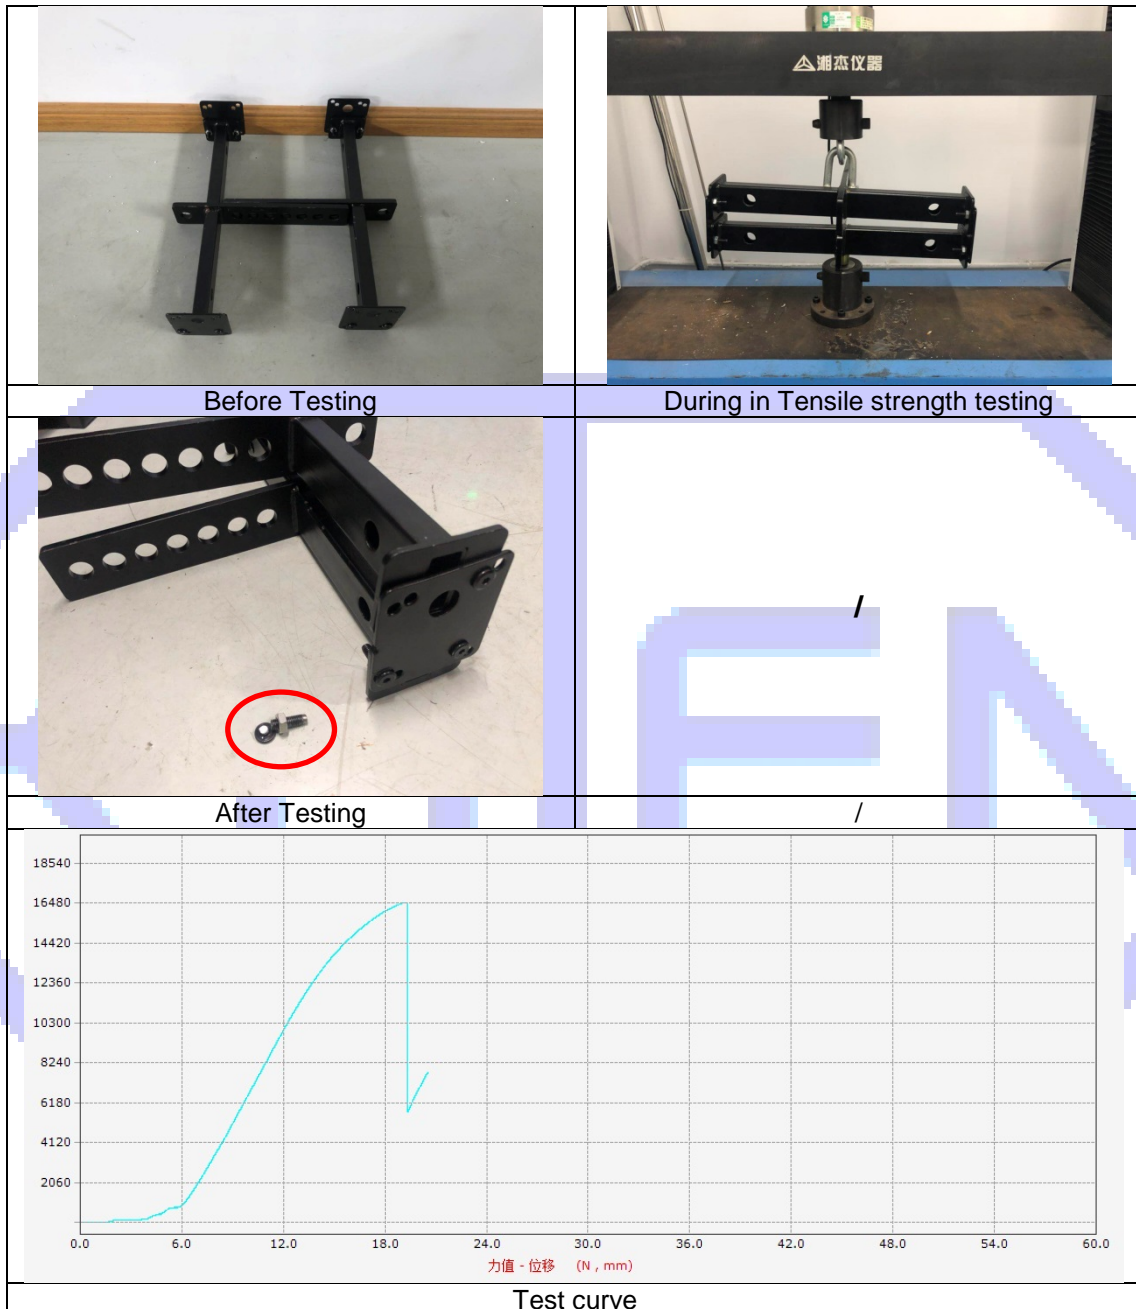 湘杰仪器
Before Testing
During in Tensile strength testing
/
After Testing
/
18540
16480
14420
12360
10300
8240
6180
4120
2060
0.0 6.0 12.0 18.0 24.0 30.0 36.0 42.0 48.0 54.0 60.0
力值 - 位移 (N , mm)
Test curve